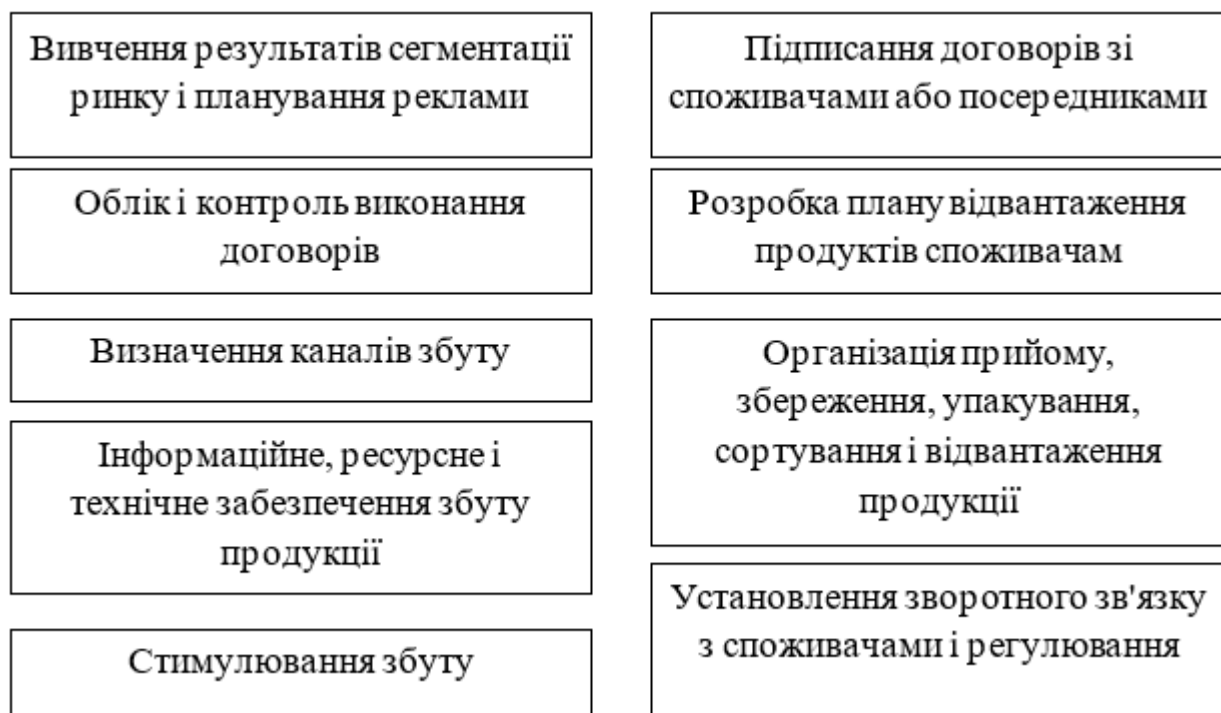 Вивчення результатів сегментації
ринку і планування реклами
Підписання договорів зі
споживачами або посередниками
Облік і контроль виконання
договорів
Розробка плану відвантаження
продуктів споживачам
Визначення каналів збуту
Організація прийому,
збереження, упакування,
сортування і відвантаження
продукції
Інформаційне, ресурсне і
технічне забезпечення збуту
продукції
Установлення зворотного зв'язку
з споживачами і регулювання
Стимулювання збуту